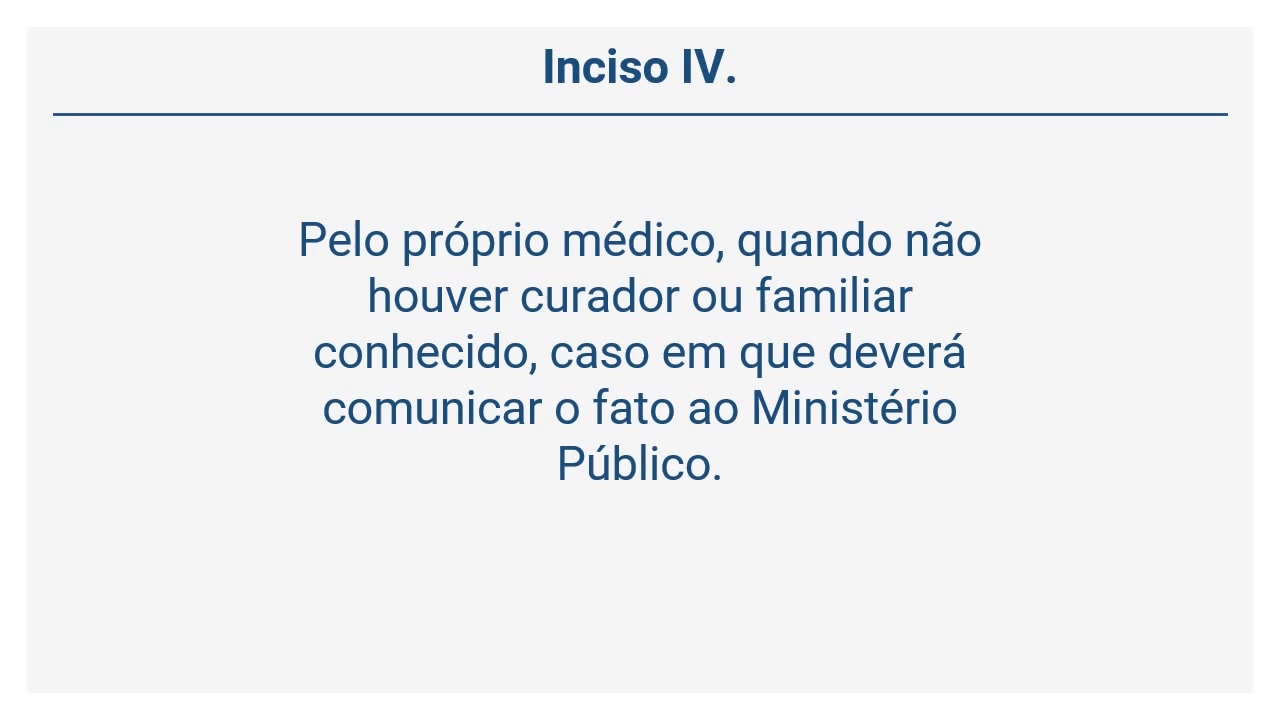 Inciso IV.
Pelo próprio médico, quando não
houver curador ou familiar
conhecido, caso em que deverá
comunicar o fato ao Ministério
Público.